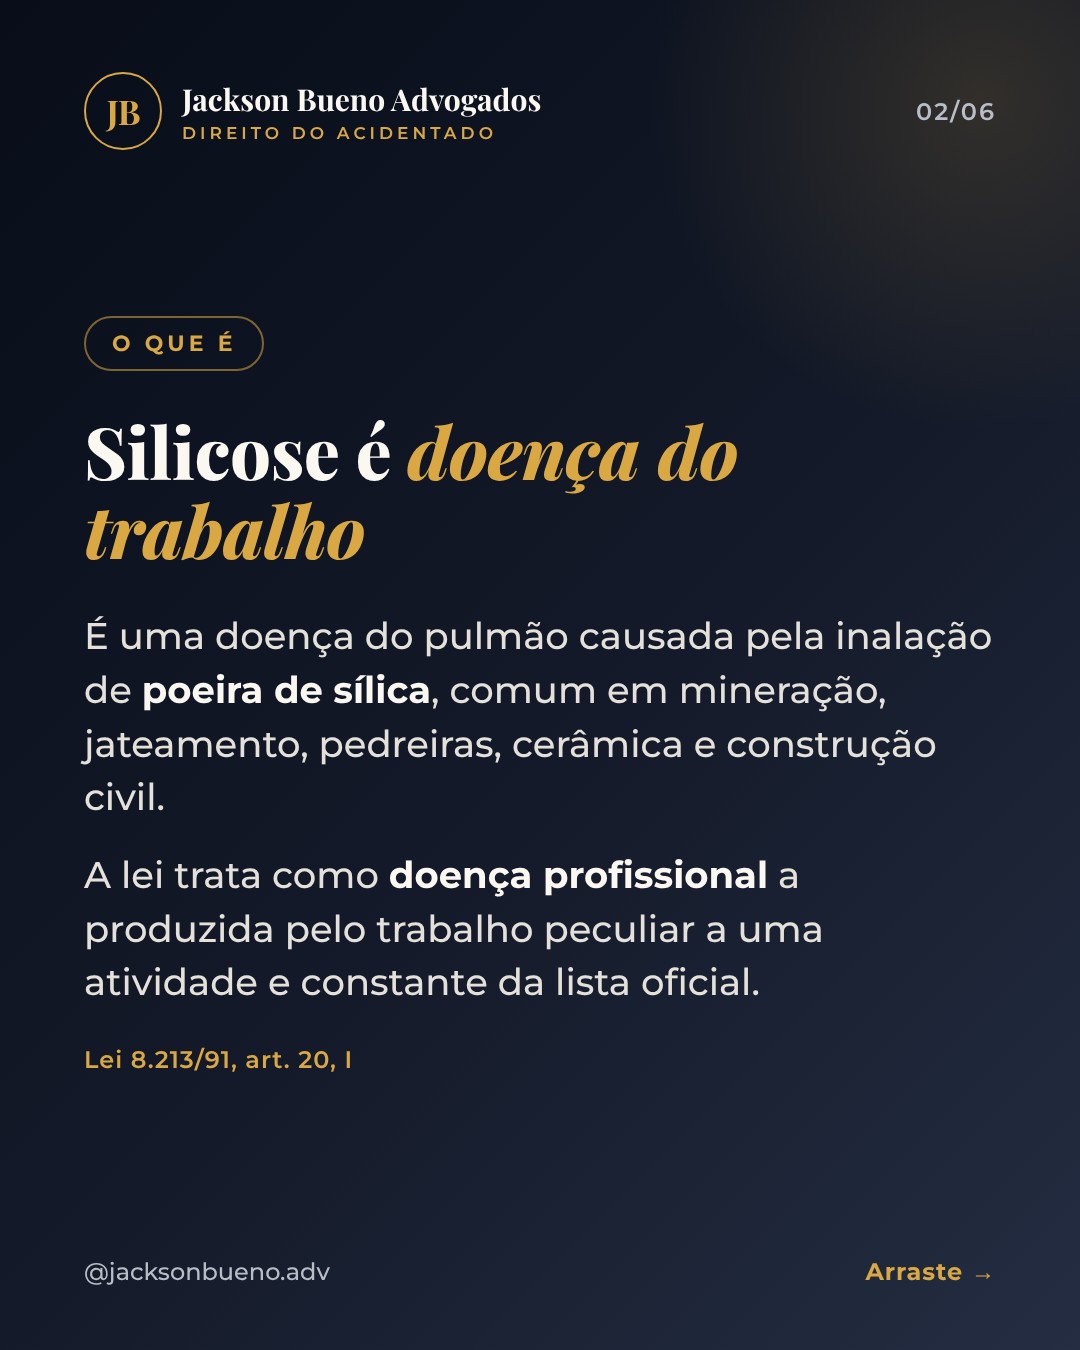 JB
Jackson Bueno Advogados
DIREITO DO ACIDENTADO
02/06
O QUE É
Silicose é doença do
trabalho
É uma doença do pulmão causada pela inalação
de poeira de sílica, comum em mineração,
jateamento, pedreiras, cerâmica e construção
civil.
A lei trata como doença profissional a
produzida pelo trabalho peculiar a uma
atividade e constante da lista oficial.
Lei 8.213/91, art. 20, I
@jacksonbueno.adv
Arraste →